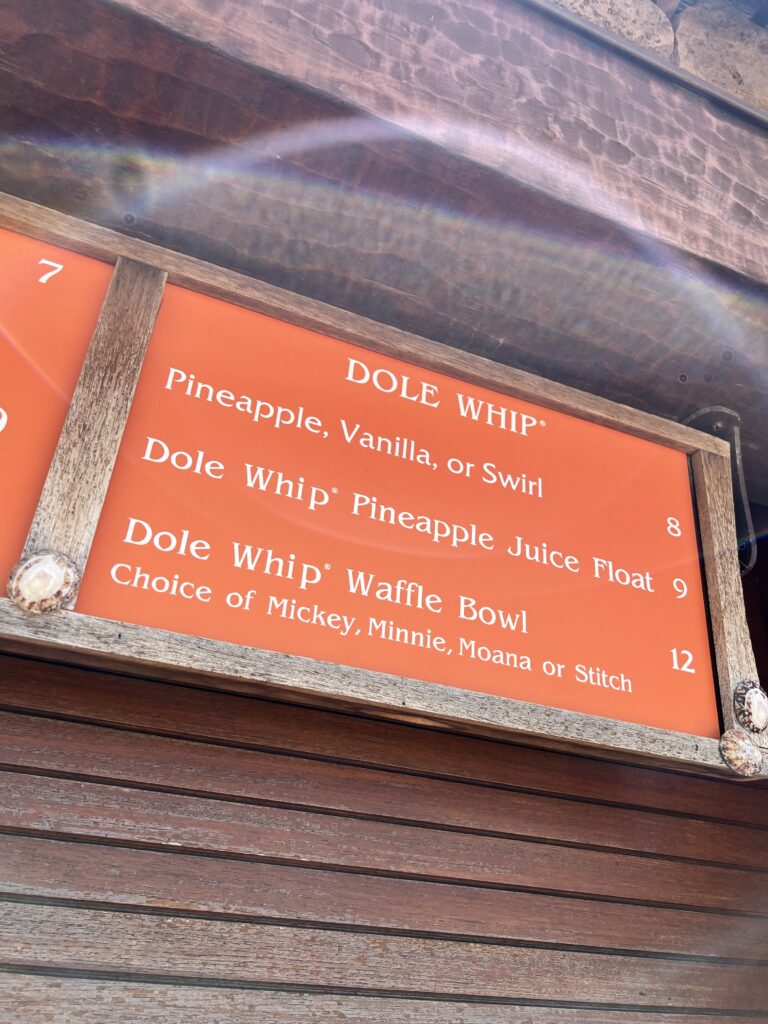 7
9
DOLE WHIP®
Pineapple, Vanilla, or Swirl 8
Dole Whip® Pineapple Juice Float 9
Dole Whip® Waffle Bowl
Choice of Mickey, Minnie, Moana or Stitch 12